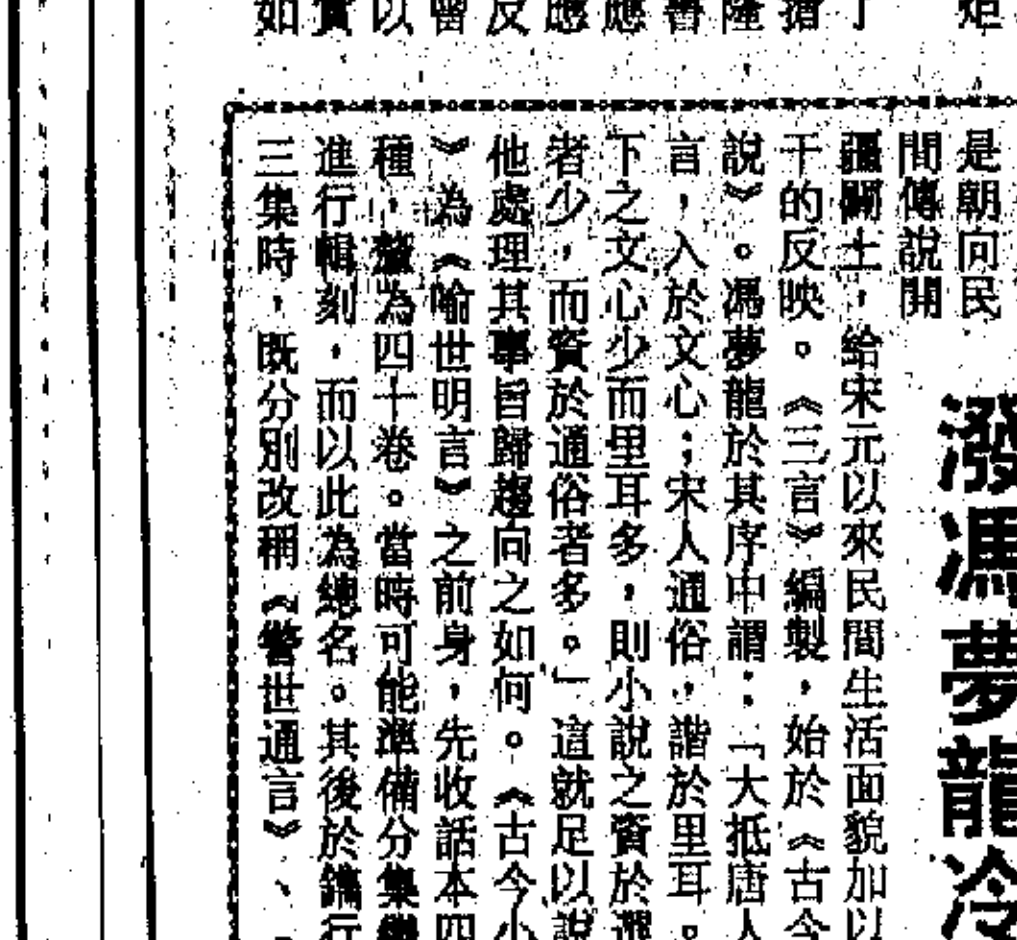 是朝向民
間傳說開
疆闢土，給宋元以來民間生活面貌加以
干的反映。《三言》編製，始於《古今
說》。馮夢龍於其序中謂：「大抵唐人
言，入於文心；宋人通俗，諧於里耳。
下之文心少而里耳多，則小說之資於選
者少，而資於通俗者多。」這就足以說
他處理其事旨歸趨向之如何。《古今小
》為《喻世明言》之前身，先收話本四
種，釐為四十卷。當時可能準備分集繼
進行輯刻，而以此為總名。其後於鐫行
三集時，既分別改稱《警世通言》、
潑馮夢龍冷